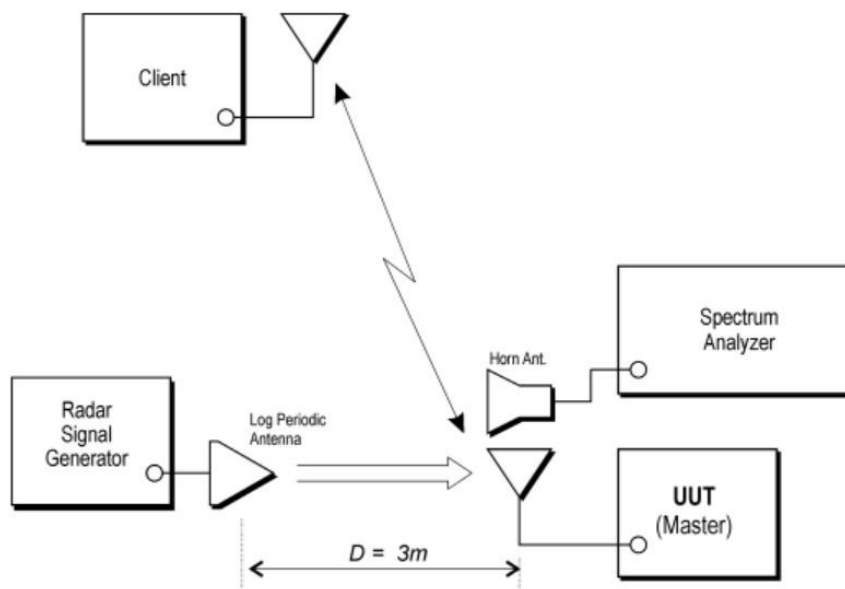 Client
Spectrum
Analyzer
Horn Ant.
Radar
Signal
Generator
Log Periodic
Antenna
UUT
(Master)
D = 3m